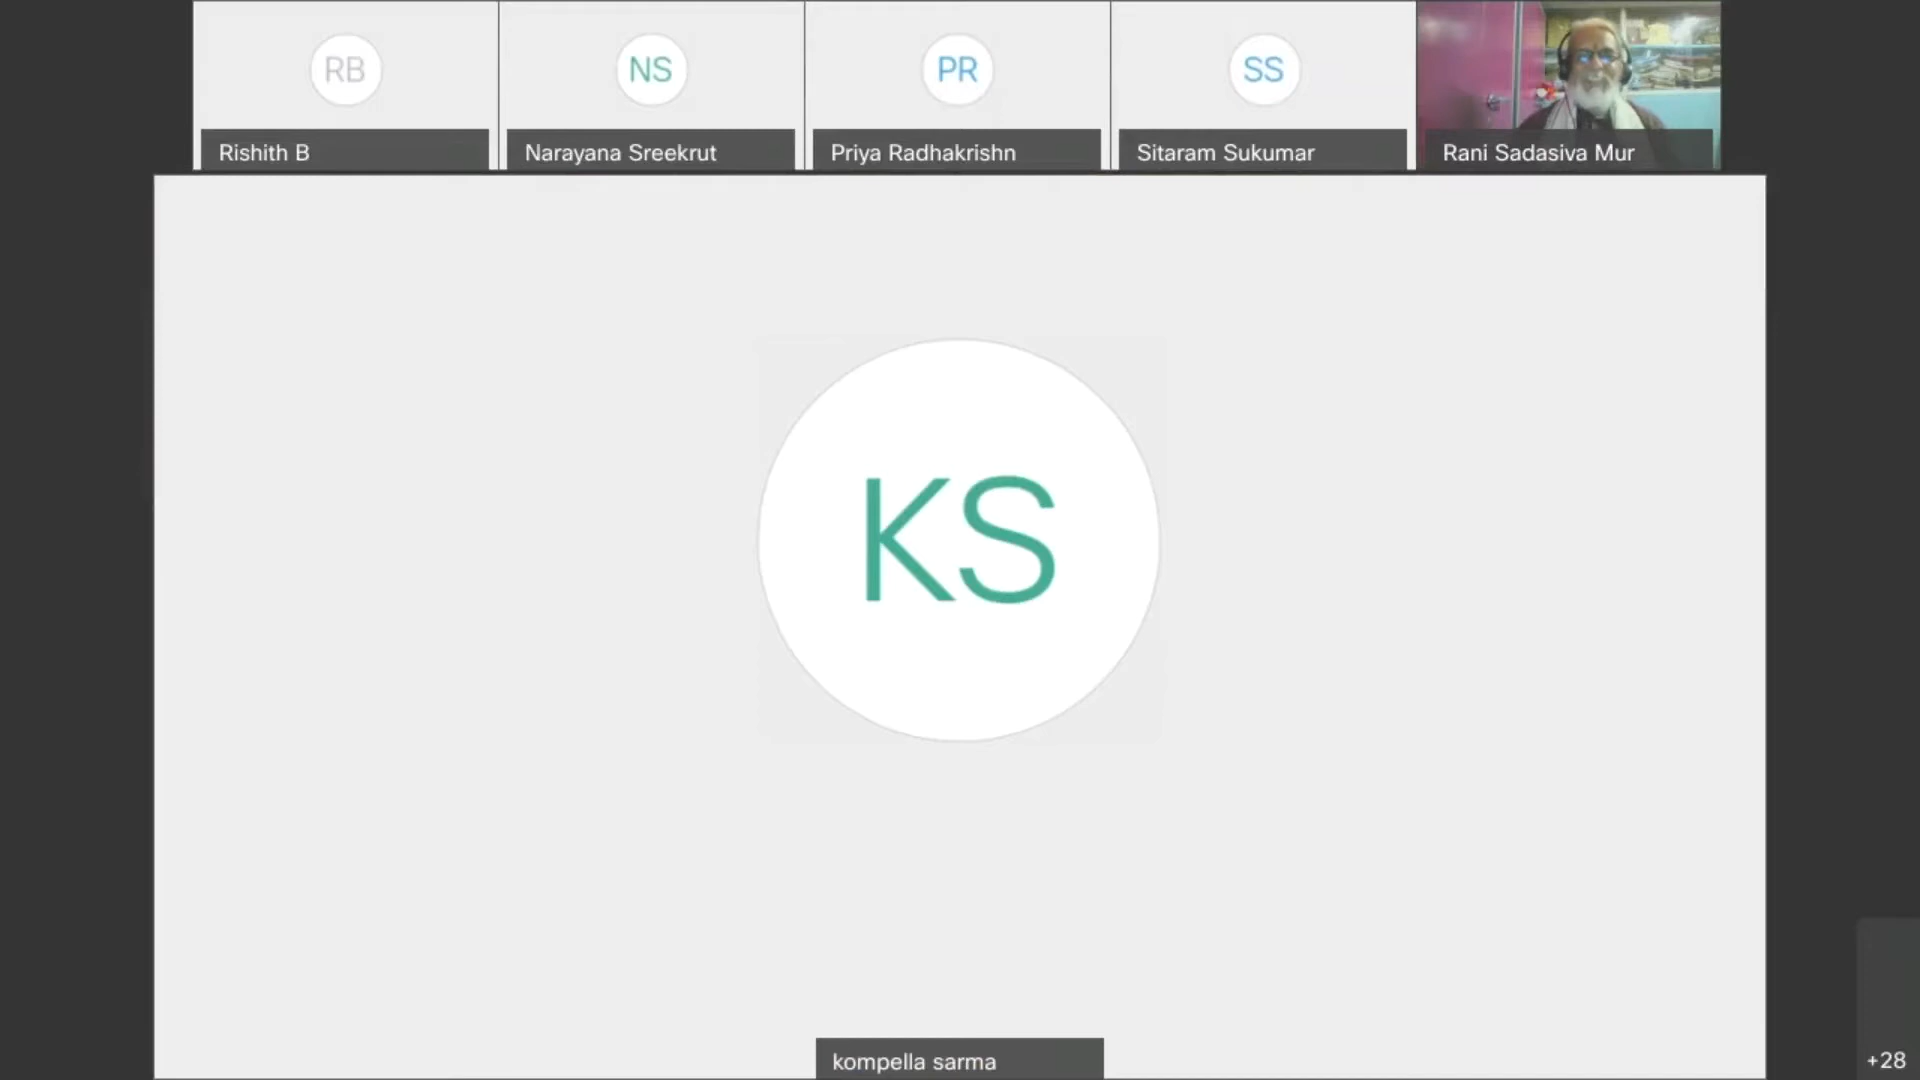 RB
Rishith B
NS
Narayana Sreekrut
PR
Priya Radhakrishn
SS
Sitaram Sukumar
Rani Sadasiva Mur
KS
kompella sarma
+28